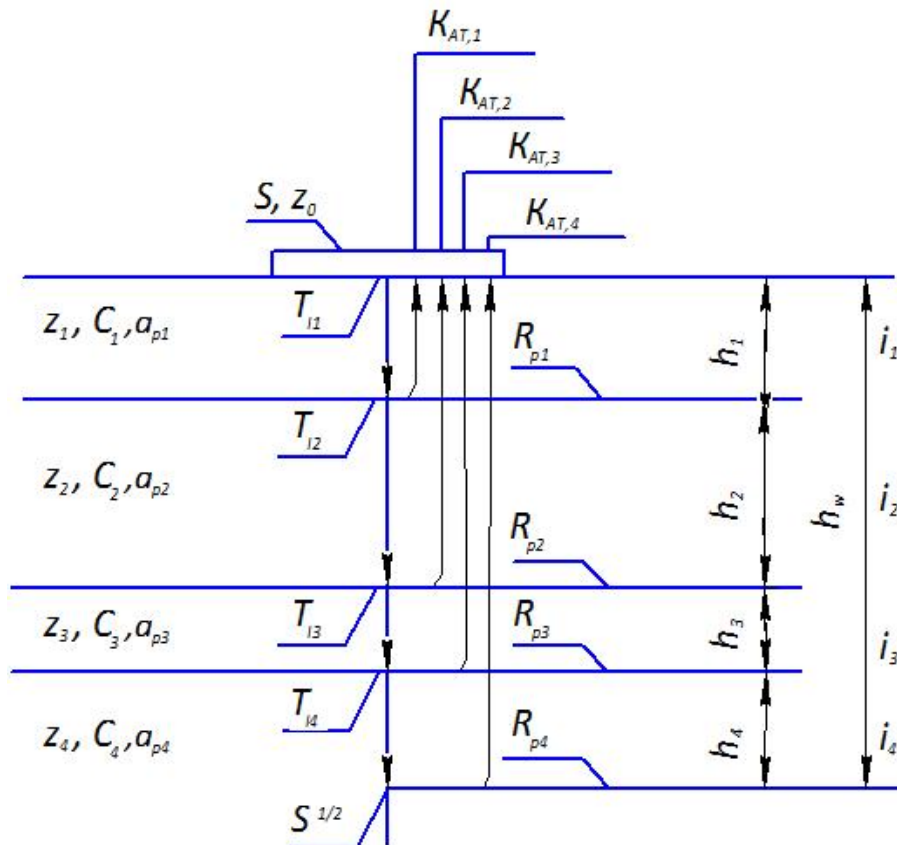 K_AT,1
K_AT,2
K_AT,3
S, z_0
K_AT,4
z_1, C_1, a_p1
T_l1
R_p1
h_1
i_1
T_l2
z_2, C_2, a_p2
R_p2
h_2
h_w
i_2
T_l3
z_3, C_3, a_p3
R_p3
h_3
i_3
T_l4
z_4, C_4, a_p4
R_p4
h_4
i_4
S^1/2